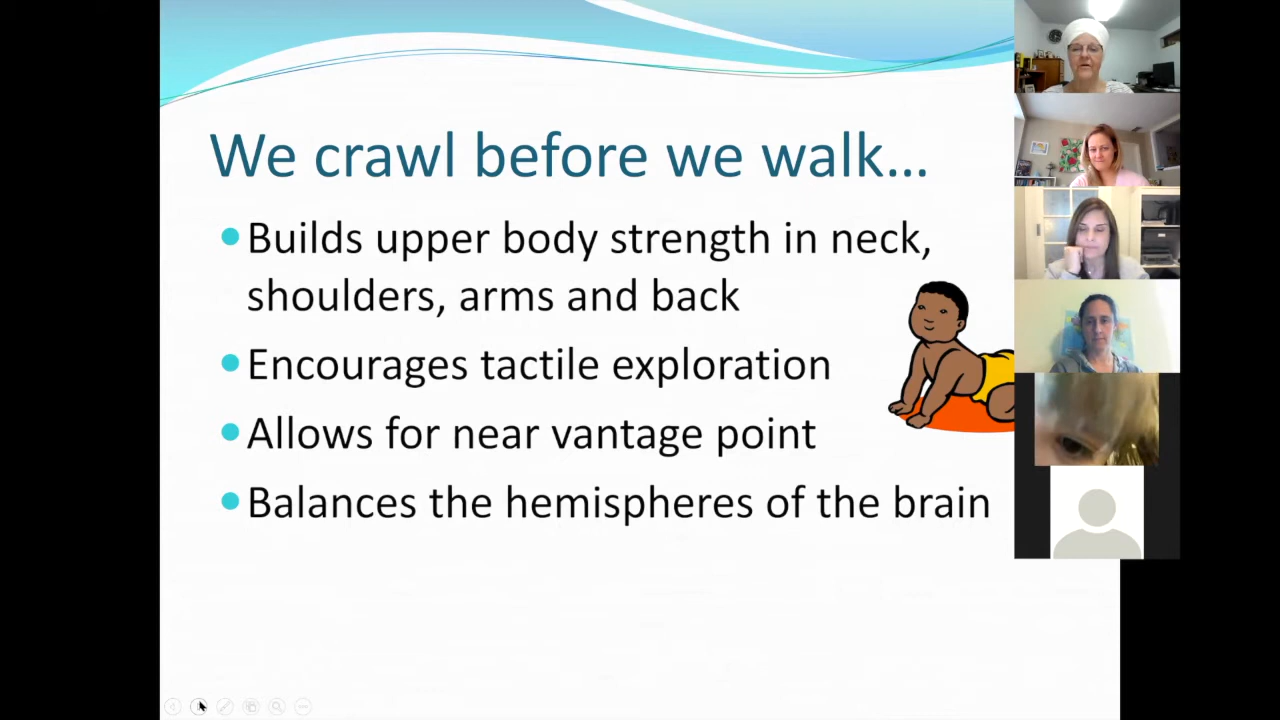 We crawl before we walk…
Builds upper body strength in neck,
shoulders, arms and back
Encourages tactile exploration
Allows for near vantage point
Balances the hemispheres of the brain